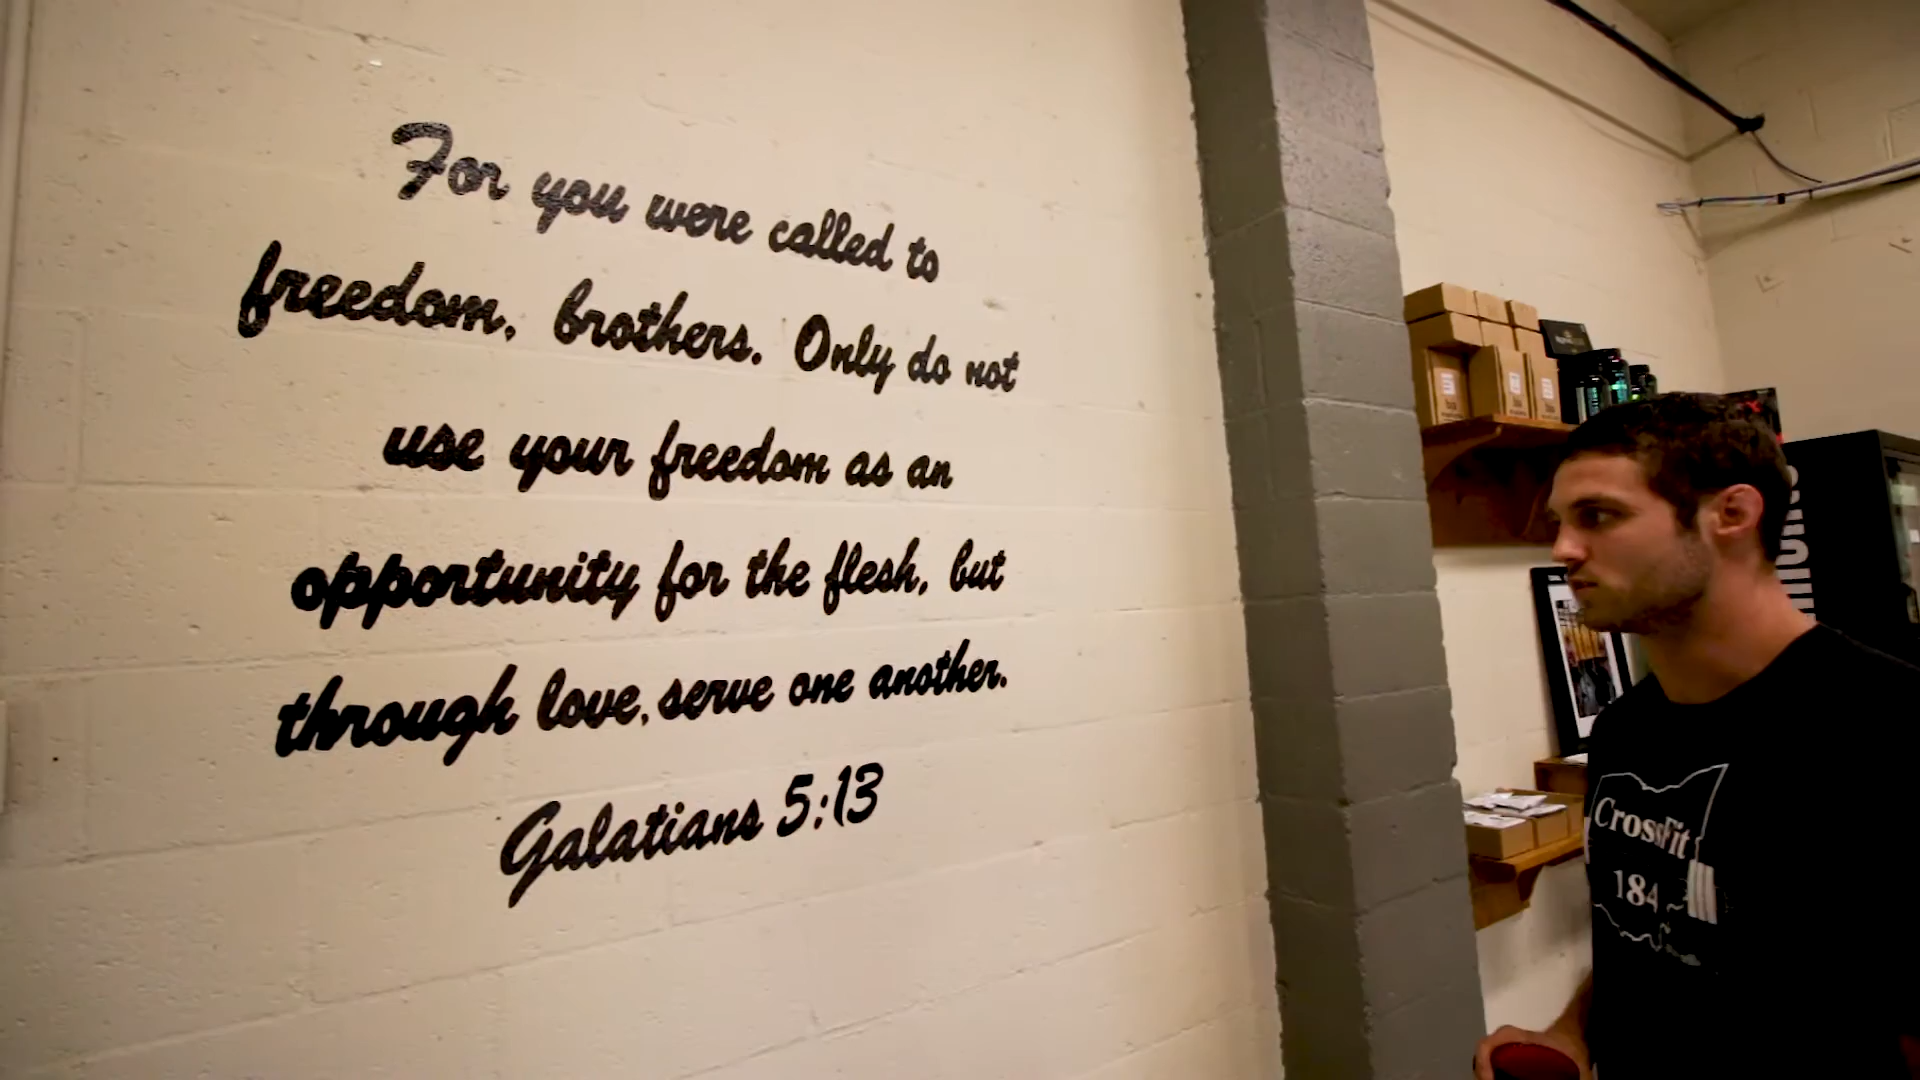 For you were called to
freedom, brothers. Only do not
use your freedom as an
opportunity for the flesh, but
through love, serve one another.
Galatians 5:13
CrossFit
184